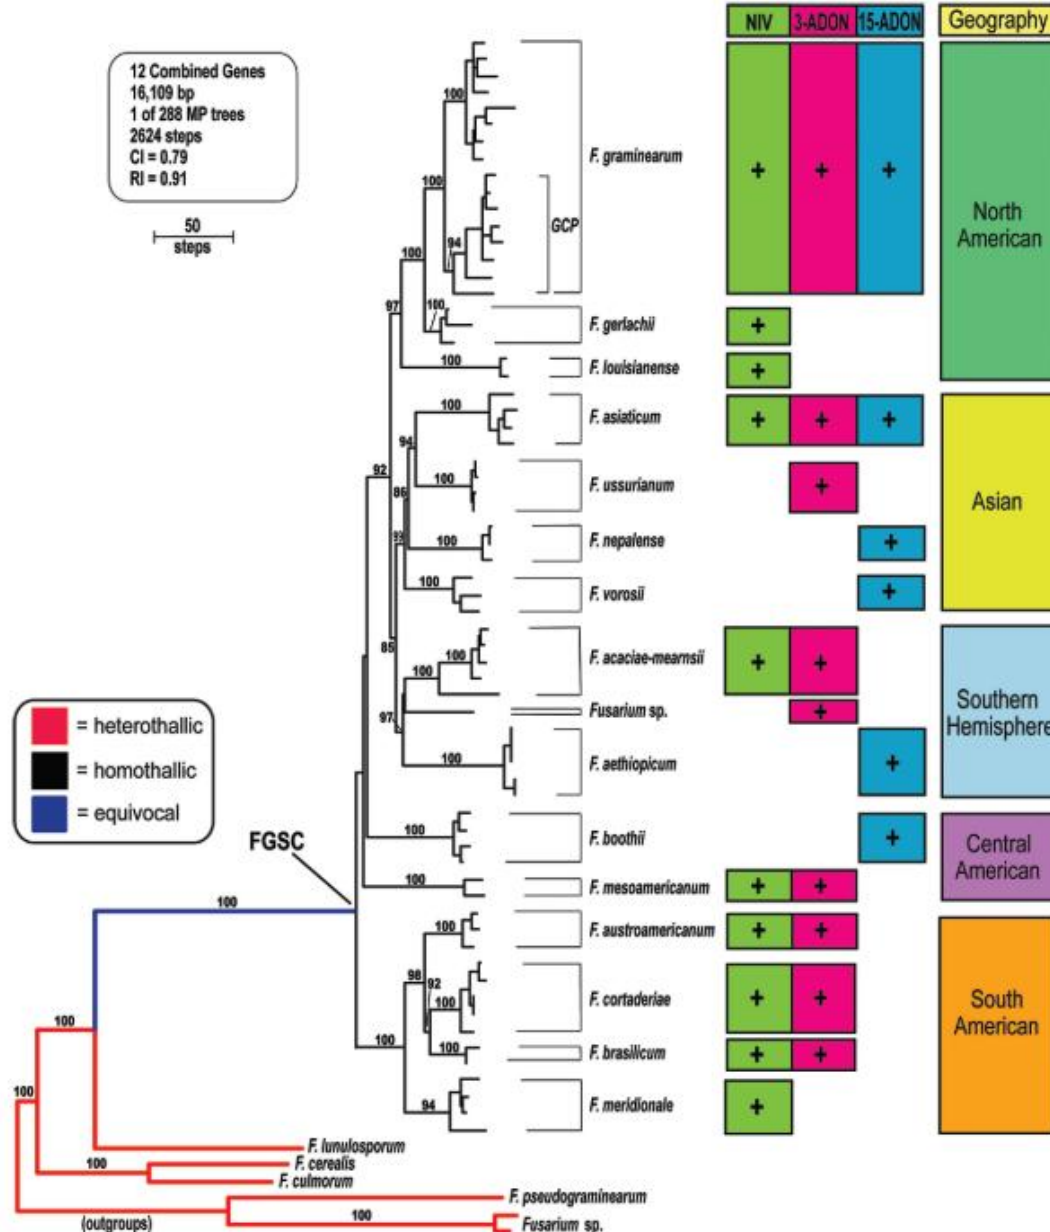 NIV 3-ADON 15-ADON Geography
12 Combined Genes
16,109 bp
1 of 288 MP trees
2624 steps
CI = 0.79
RI = 0.91
50
steps
100
F. graminearum
+ + +
North
American
100
GCP
94
100
97
100
F. gerlachii
+
100
F. louisianense
+
100
F. asiaticum
+ + +
Asian
94
92
100
F. ussurianum
+
86
100
F. nepalense
+
100
F. vorosii
+
85
100
100
F. acaciae-mearnsii
+ +
Southern
Hemisphere
97
Fusarium sp.
+
100
F. aethiopicum
+
= heterothallic
= homothallic
= equivocal
FGSC
100
F. boothii
+
Central
American
100
F. mesoamericanum
+ +
100
100
F. austroamericanum
+ +
98
92
100
F. cortaderiae
+ +
South
American
100
100
100
F. brasilicum
+ +
94
F. meridionale
+
100
F. lunulosporum
100
F. cerealis
F. culmorum
F. pseudograminearum
(outgroups)
100
Fusarium sp.